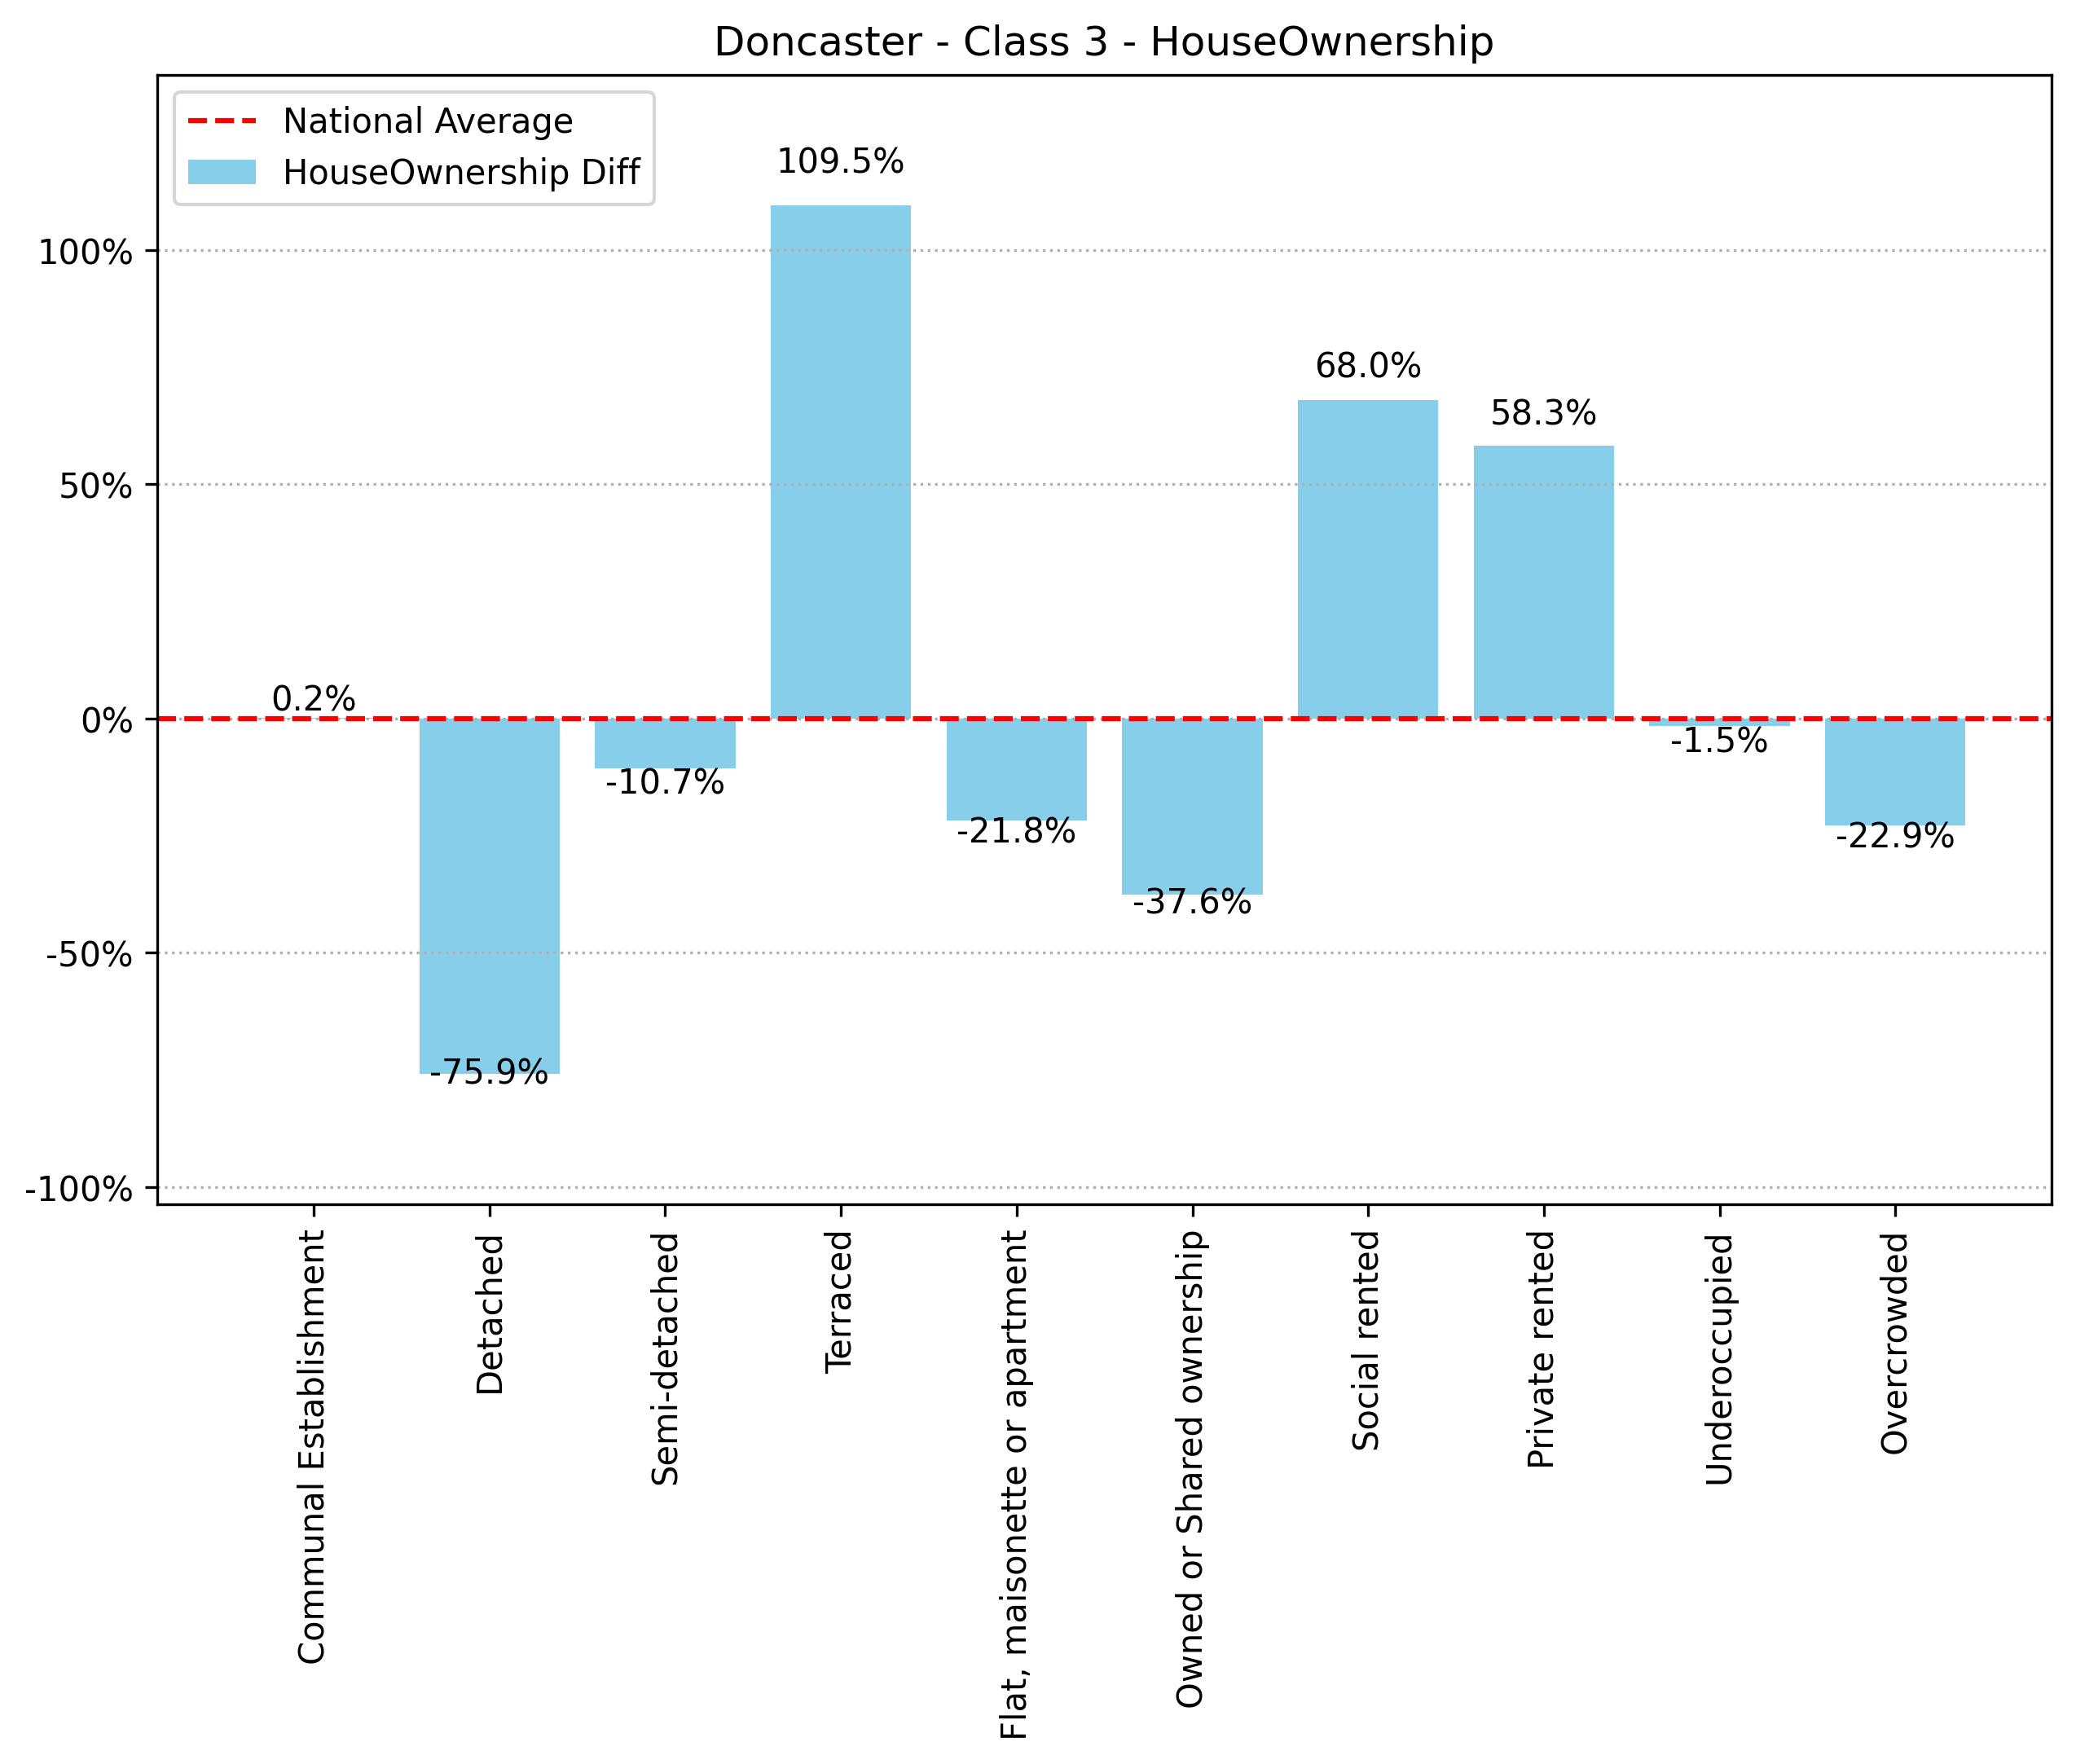 Doncaster - Class 3 - HouseOwnership
National Average
HouseOwnership Diff
100%
50%
0%
-50%
-100%
0.2%
-75.9%
-10.7%
109.5%
-21.8%
-37.6%
68.0%
58.3%
-1.5%
-22.9%
Communal Establishment
Detached
Semi-detached
Terraced
Flat, maisonette or apartment
Owned or Shared ownership
Social rented
Private rented
Underoccupied
Overcrowded